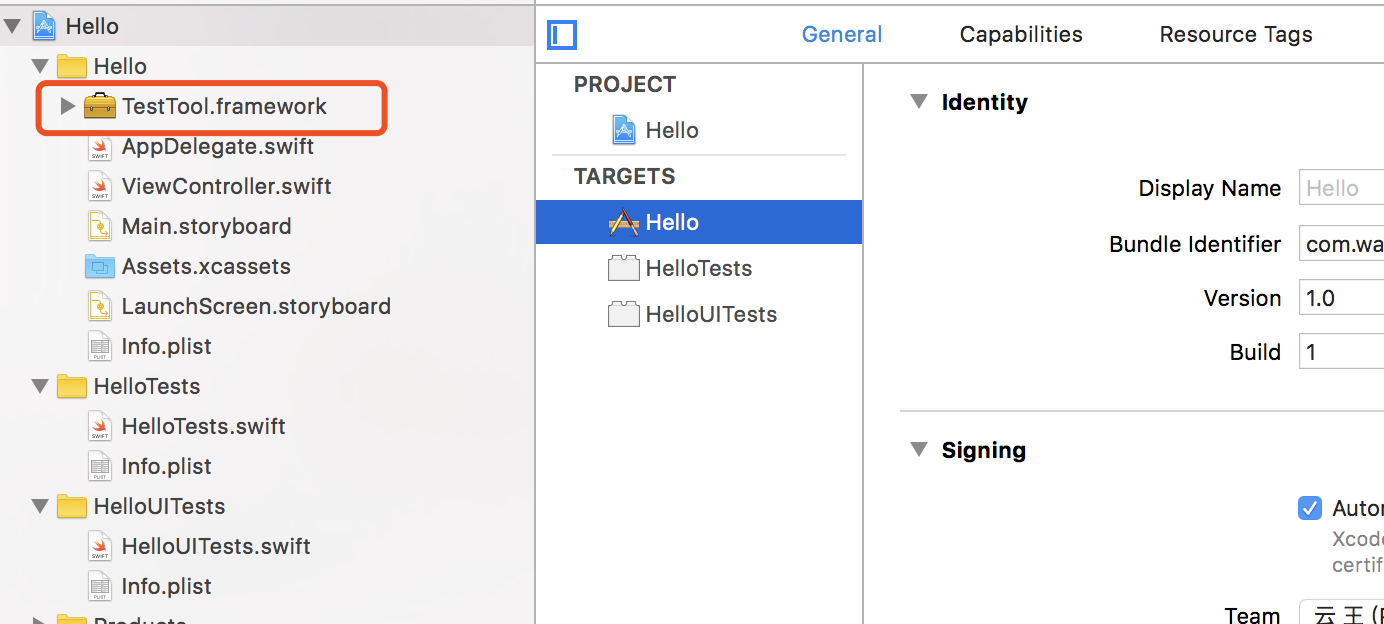 Hello
Hello
TestTool.framework
AppDelegate.swift
ViewController.swift
Main.storyboard
Assets.xcassets
LaunchScreen.storyboard
Info.plist
HelloTests
HelloTests.swift
Info.plist
HelloUITests
HelloUITests.swift
Info.plist
Products
General
Capabilities
Resource Tags
PROJECT
Hello
TARGETS
Hello
HelloTests
HelloUITests
Identity
Display Name Hello
Bundle Identifier com.wa
Version 1.0
Build 1
Signing
Autor
Xcode
certif
Team 云 王 (